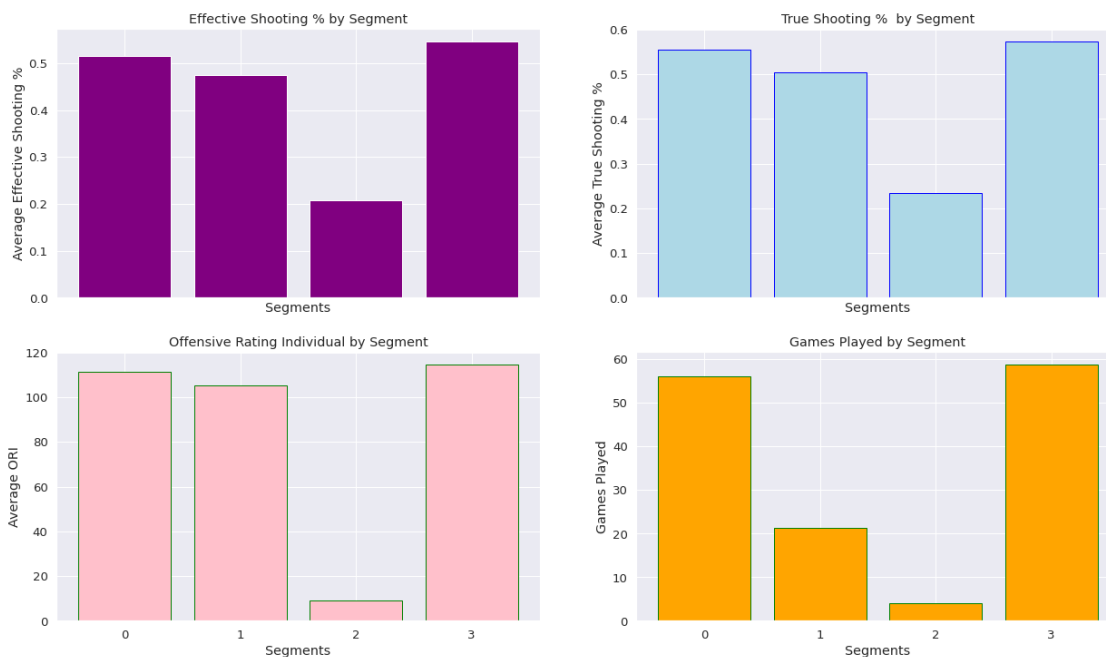 Effective Shooting % by Segment
Average Effective Shooting %
0.5
0.4
0.3
0.2
0.1
0.0
Segments
True Shooting %  by Segment
Average True Shooting %
0.6
0.5
0.4
0.3
0.2
0.1
0.0
Segments
Offensive Rating Individual by Segment
Average ORI
120
100
80
60
40
20
0
0 1 2 3
Games Played by Segment
Games Played
60
50
40
30
20
10
0
0 1 2 3
Segments